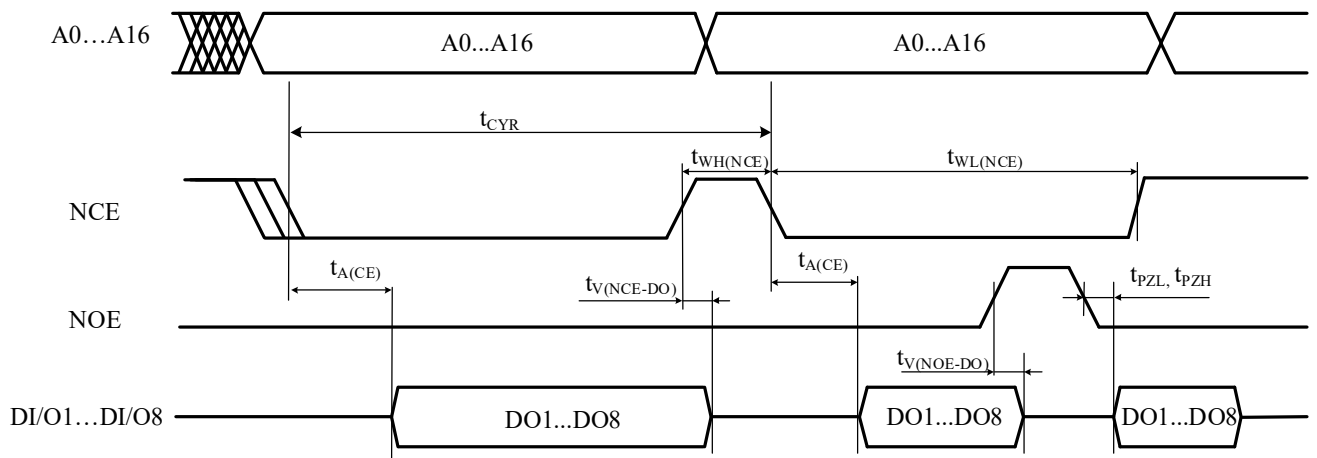 A0…A16
A0...A16
A0...A16
tCYR
tWH(NCE)
tWL(NCE)
NCE
tA(CE)
tA(CE)
tV(NCE-DO)
tPZL, tPZH
NOE
tV(NOE-DO)
DI/O1…DI/O8
DO1...DO8
DO1...DO8
DO1...DO8